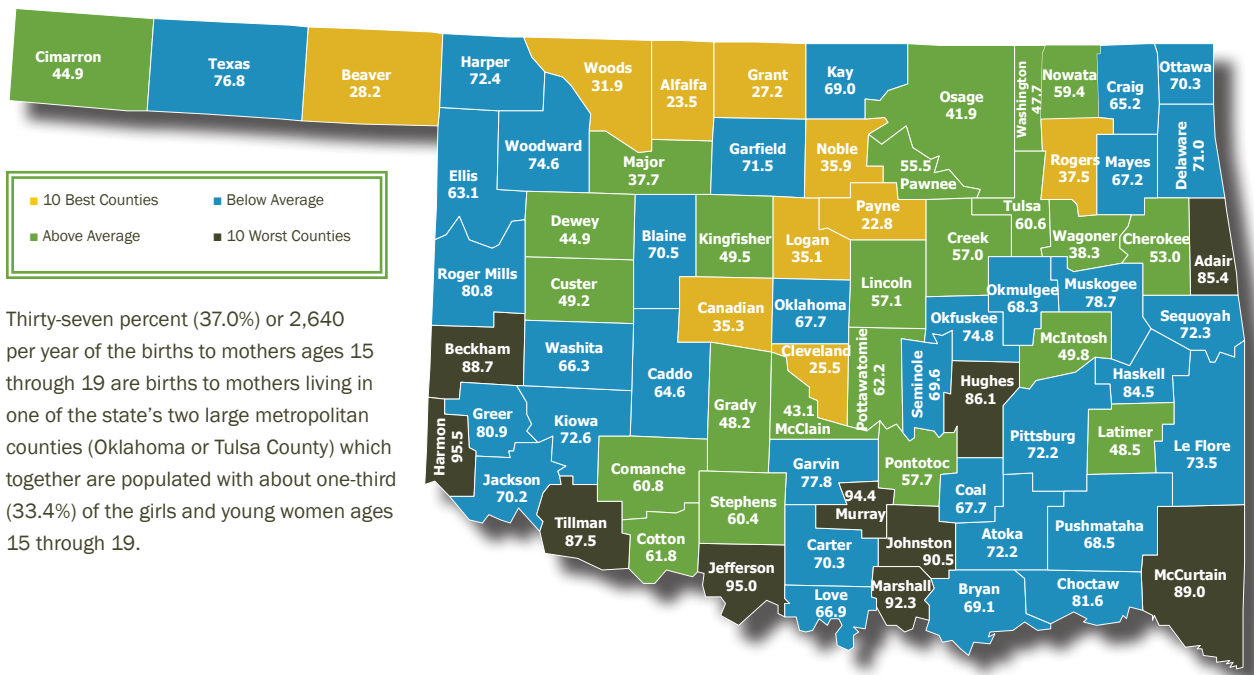 Cimarron
44.9
Texas
76.8
Beaver
28.2
Harper
72.4
Woods
31.9
Alfalfa
23.5
Grant
27.2
Kay
69.0
Osage
41.9
Washington
47.7
Nowata
59.4
Craig
65.2
Ottawa
70.3
Ellis
63.1
Woodward
74.6
Major
37.7
Garfield
71.5
Noble
35.9
55.5
Pawnee
Rogers
37.5
Mayes
67.2
Delaware
71.0
10 Best Counties
Below Average
Above Average
10 Worst Counties
Roger Mills
80.8
Dewey
44.9
Custer
49.2
Blaine
70.5
Kingfisher
49.5
Logan
35.1
Payne
22.8
Creek
57.0
Tulsa
60.6
Wagoner
38.3
Cherokee
53.0
Adair
85.4
Canadian
35.3
Oklahoma
67.7
Lincoln
57.1
Okfuskee
74.8
Okmulgee
68.3
Muskogee
78.7
Sequoyah
72.3
McIntosh
49.8
Haskell
84.5
Thirty-seven percent (37.0%) or 2,640
per year of the births to mothers ages 15
through 19 are births to mothers living in
one of the state's two large metropolitan
counties (Oklahoma or Tulsa County) which
together are populated with about one-third
(33.4%) of the girls and young women ages
15 through 19.
Beckham
88.7
Washita
66.3
Caddo
64.6
Grady
48.2
Cleveland
25.5
43.1
McClain
Pottawatomie
62.2
Seminole
69.6
Hughes
86.1
Pittsburg
72.2
Latimer
48.5
Le Flore
73.5
Harmon
95.5
Greer
80.9
Kiowa
72.6
Jackson
70.2
Tillman
87.5
Comanche
60.8
Cotton
61.8
Stephens
60.4
Jefferson
95.0
Garvin
77.8
94.4
Murray
Pontotoc
57.7
Coal
67.7
Carter
70.3
Johnston
90.5
Atoka
72.2
Pushmataha
68.5
Love
66.9
Marshall
92.3
Bryan
69.1
Choctaw
81.6
McCurtain
89.0